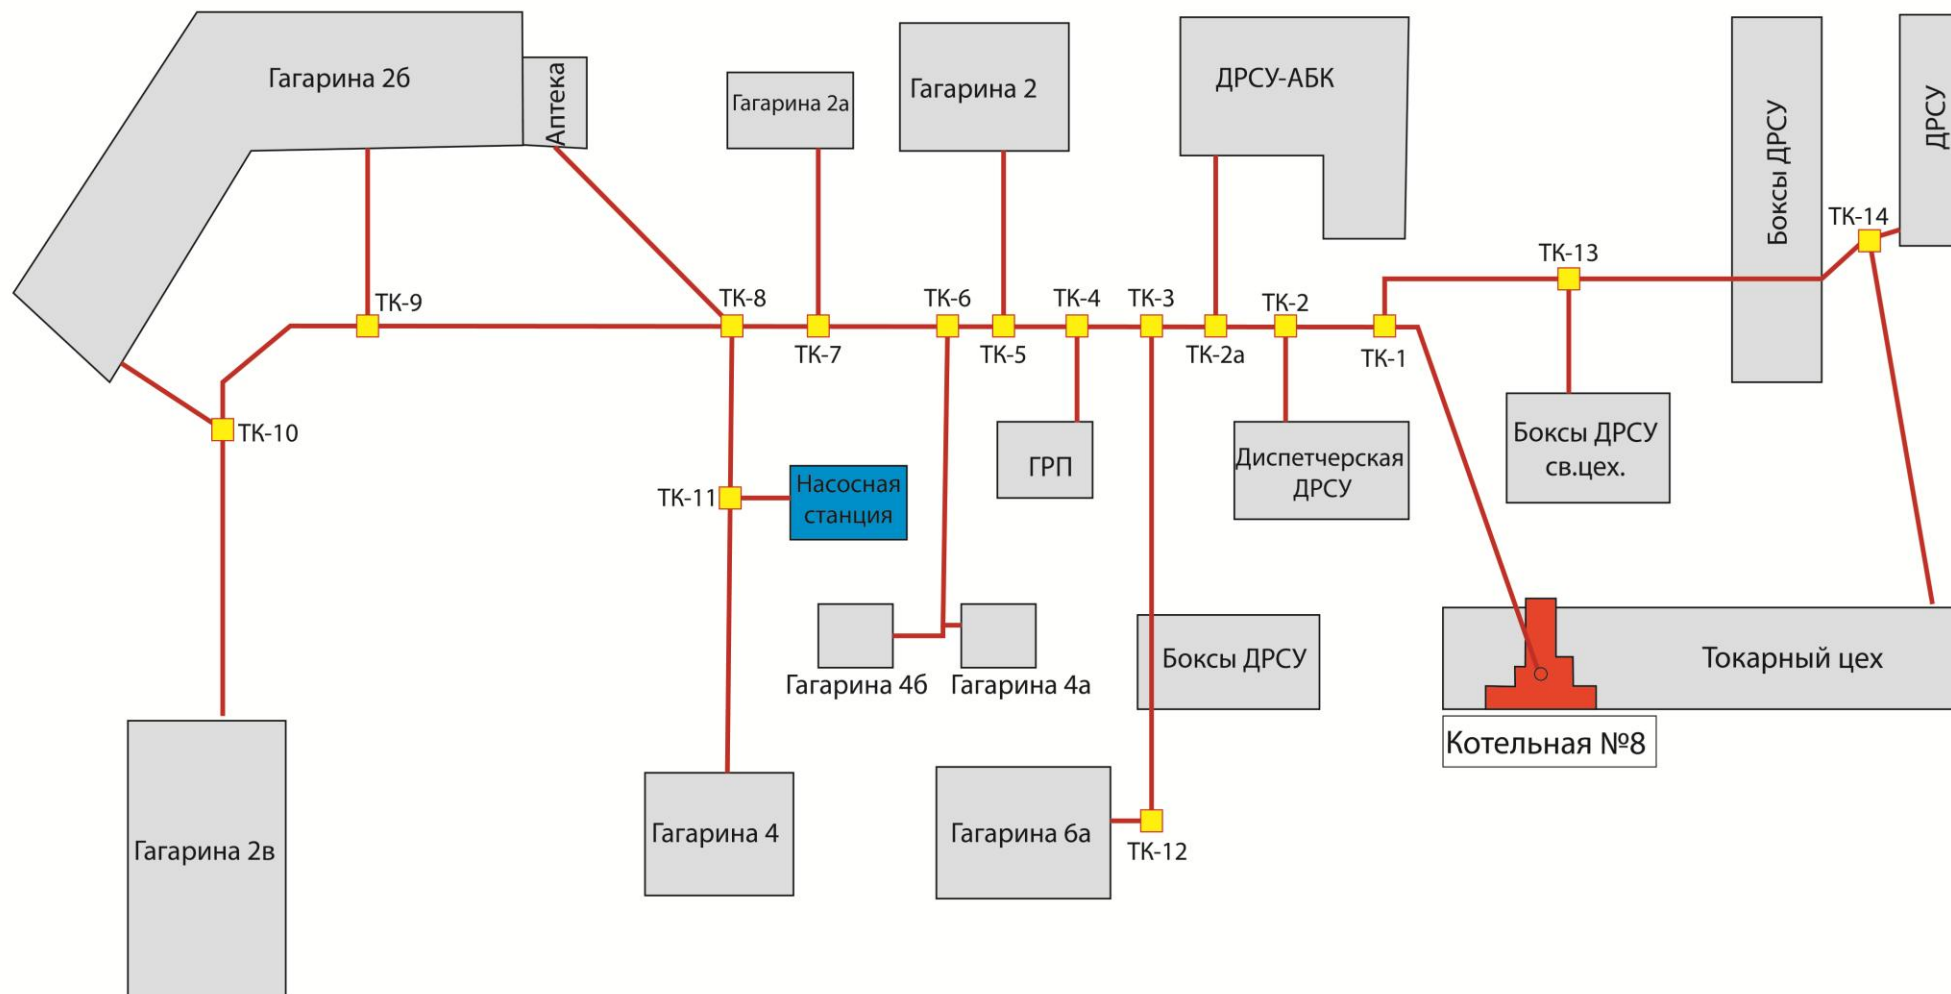 Гагарина 2б
Аптека
Гагарина 2а
Гагарина 2
ДРСУ-АБК
Боксы ДРСУ
ДРСУ
ТК-14
ТК-13
ТК-9
ТК-8
ТК-6
ТК-4
ТК-3
ТК-2
ТК-7
ТК-5
ТК-2а
ТК-1
ТК-10
ТК-11
Насосная
станция
ГРП
Диспетчерская
ДРСУ
Боксы ДРСУ
св.цех.
Гагарина 4б
Гагарина 4а
Боксы ДРСУ
Токарный цех
Котельная №8
Гагарина 2в
Гагарина 4
Гагарина 6а
ТК-12